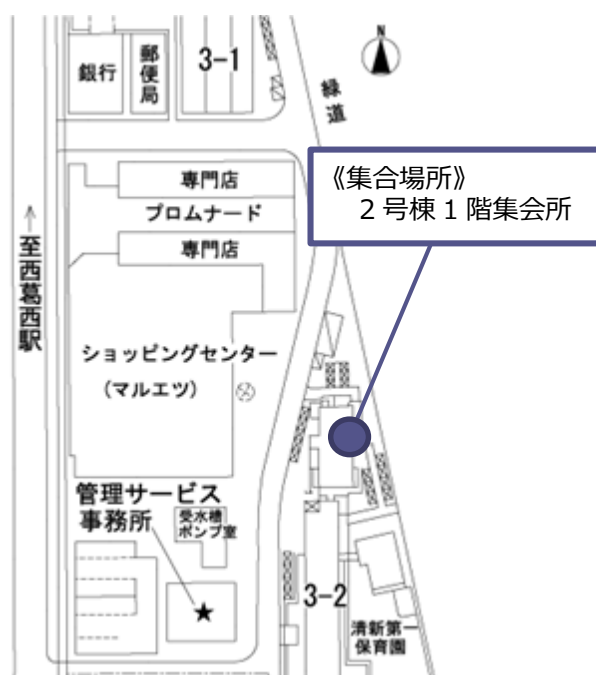 銀行
郵便局
3-1
N
緑道
専門店
プロムナード
専門店
《集合場所》
2号棟1階集会所
←至西葛西駅
ショッピングセンター
(マルエツ)
管理サービス
事務所
受水槽
ポンプ室
★
3-2
清新第一
保育園